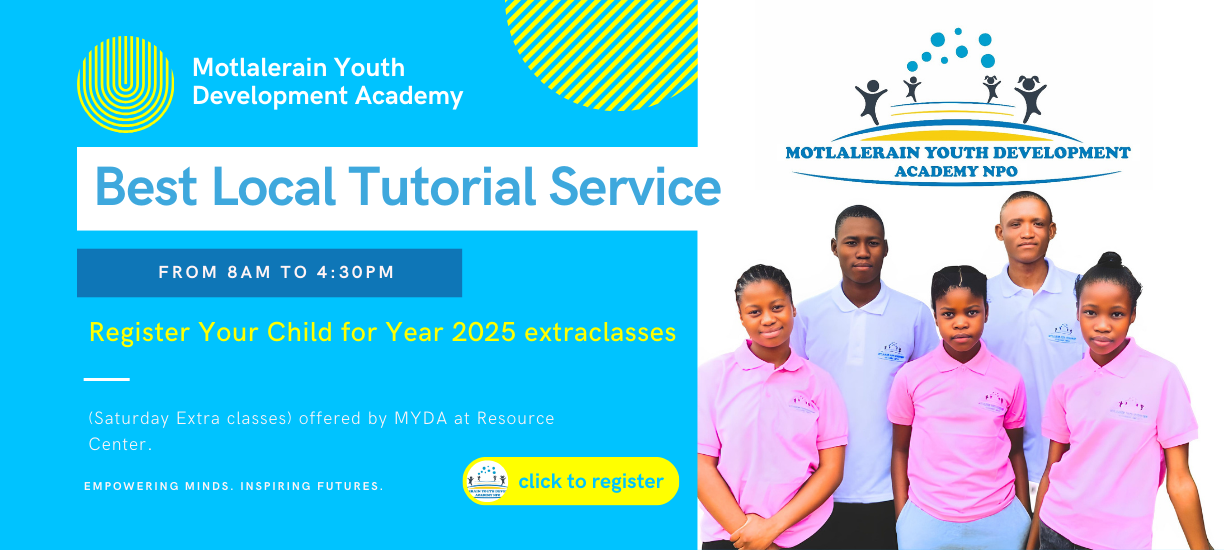 Motlalerain Youth
Development Academy
Best Local Tutorial Service
FROM 8AM TO 4:30PM
Register Your Child for Year 2025 extraclasses
(Saturday Extra classes) offered by MYDA at Resource
Center.
EMPOWERING MINDS. INSPIRING FUTURES.
click to register
MOTLALERAIN YOUTH DEVELOPMENT
ACADEMY NPO